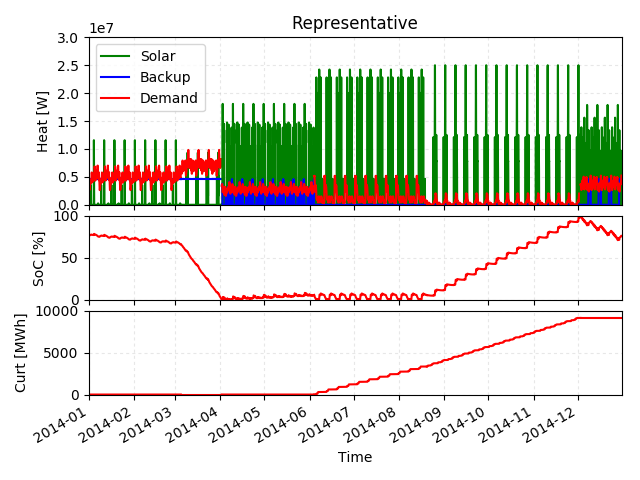 Representative
1e7
3.0
2.5
2.0
1.5
1.0
0.5
0.0
Heat [W]
Solar
Backup
Demand
100
50
0
SoC [%]
10000
5000
0
Curt [MWh]
2014-01
2014-02
2014-03
2014-04
2014-05
2014-06
2014-07
2014-08
2014-09
2014-10
2014-11
2014-12
Time